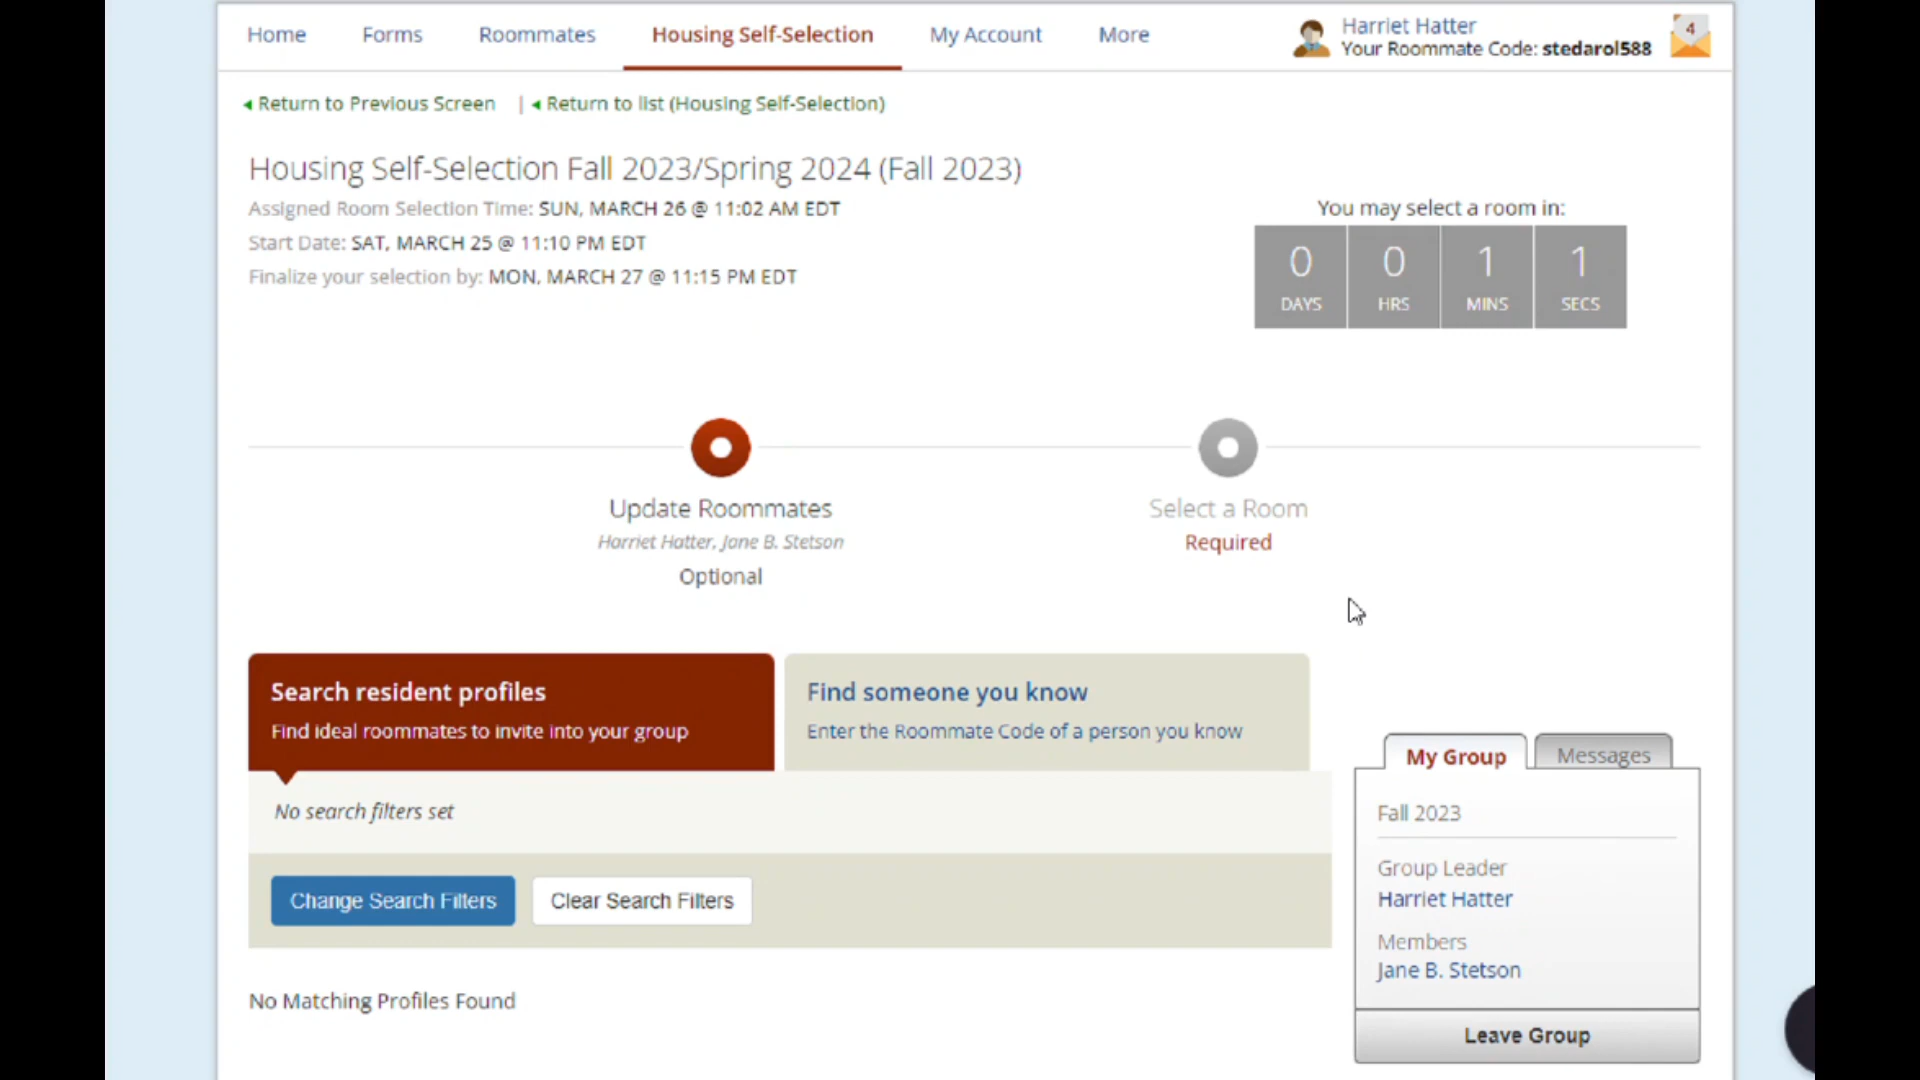 Home Forms Roommates Housing Self-Selection My Account More
Harriet Hatter
Your Roommate Code: stedarol588
4
Return to Previous Screen | Return to list (Housing Self-Selection)
Housing Self-Selection Fall 2023/Spring 2024 (Fall 2023)
Assigned Room Selection Time: SUN, MARCH 26 @ 11:02 AM EDT
Start Date: SAT, MARCH 25 @ 11:10 PM EDT
Finalize your selection by: MON, MARCH 27 @ 11:15 PM EDT
You may select a room in:
0 0 1 1
DAYS HRS MINS SECS
Update Roommates
Harriet Hatter, Jane B. Stetson
Optional
Select a Room
Required
Search resident profiles
Find ideal roommates to invite into your group
Find someone you know
Enter the Roommate Code of a person you know
No search filters set
Change Search Filters Clear Search Filters
No Matching Profiles Found
My Group Messages
Fall 2023
Group Leader
Harriet Hatter
Members
Jane B. Stetson
Leave Group